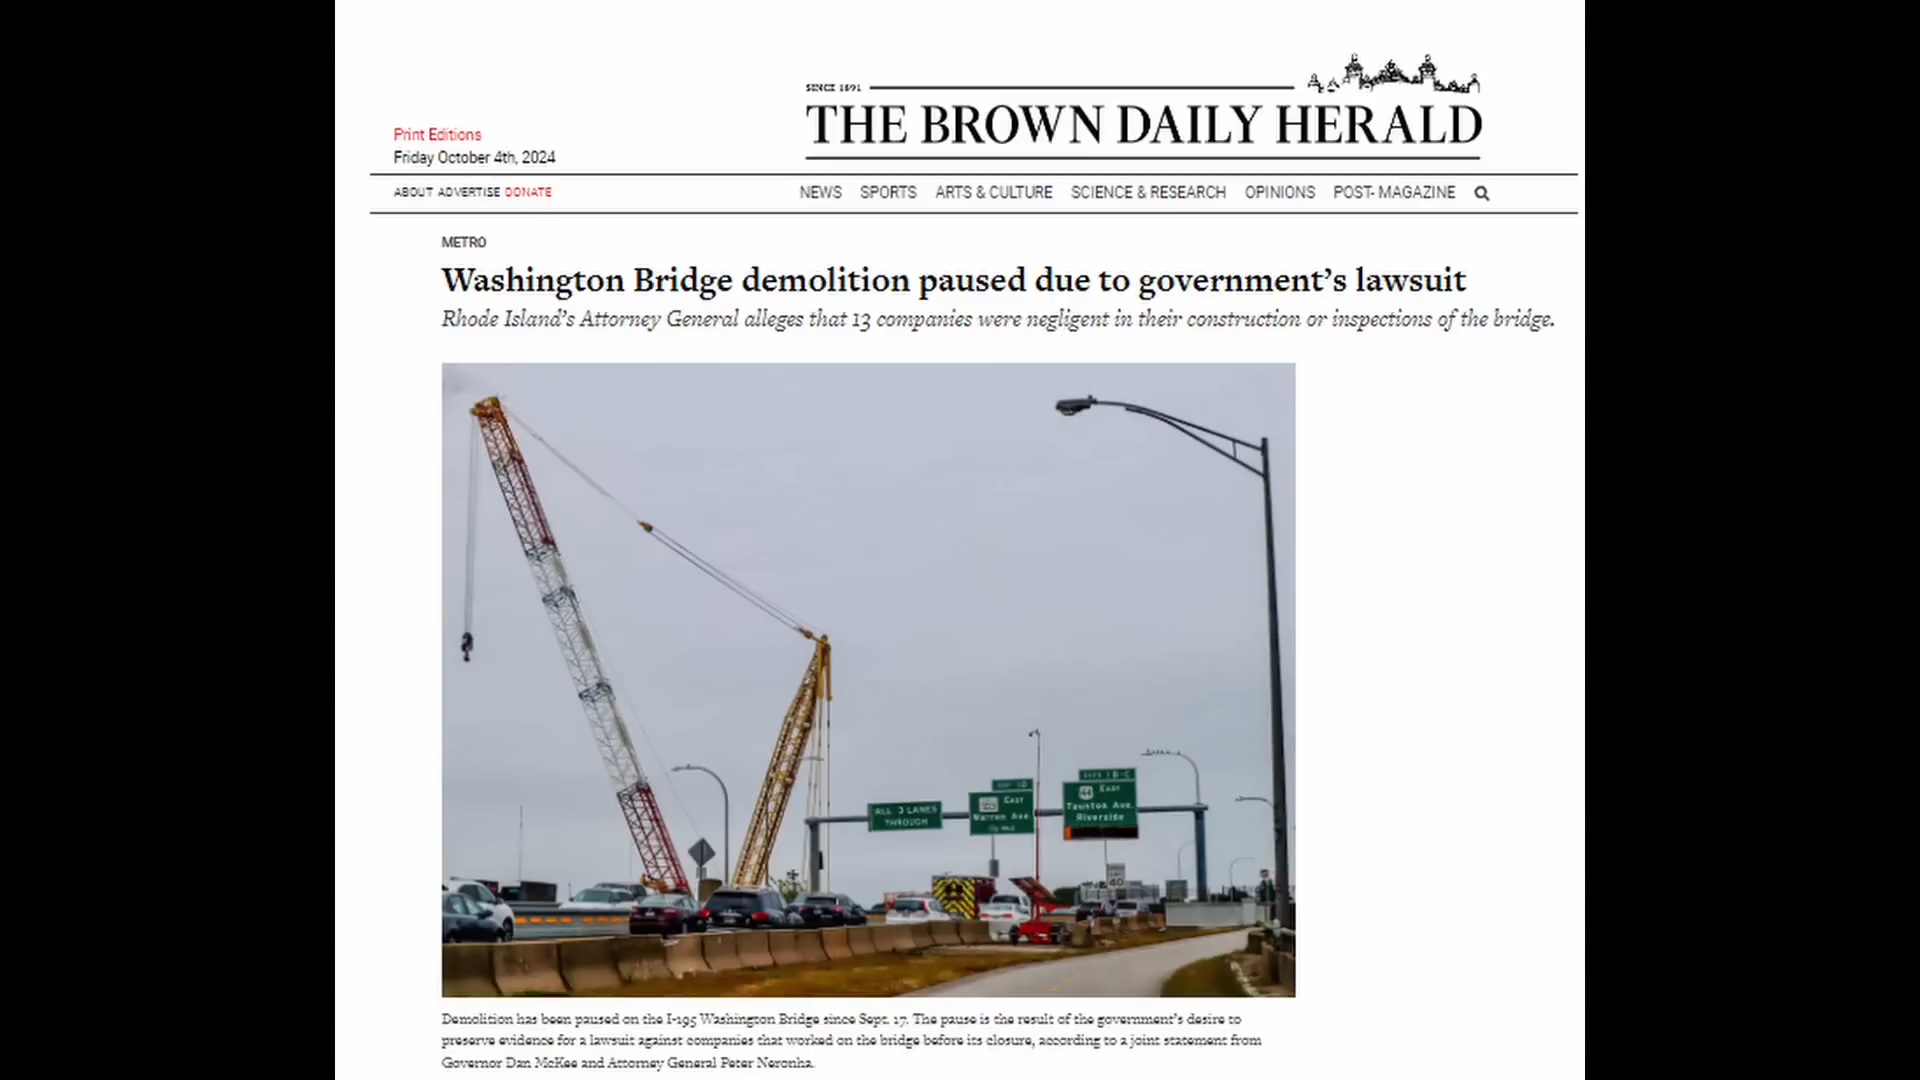 SINCE 1891
THE BROWN DAILY HERALD
Print Editions
Friday October 4th, 2024
ABOUT ADVERTISE DONATE
NEWS SPORTS ARTS & CULTURE SCIENCE & RESEARCH OPINIONS POST- MAGAZINE
METRO
Washington Bridge demolition paused due to government's lawsuit
Rhode Island's Attorney General alleges that 13 companies were negligent in their construction or inspections of the bridge.
ALL 3 LANES
THROUGH
EAST
Warren Ave.
44 EAST
Taunton Ave.
Riverside
40
Demolition has been paused on the I-195 Washington Bridge since Sept. 17. The pause is the result of the government's desire to
preserve evidence for a lawsuit against companies that worked on the bridge before its closure, according to a joint statement from
Governor Dan McKee and Attorney General Peter Neronha.